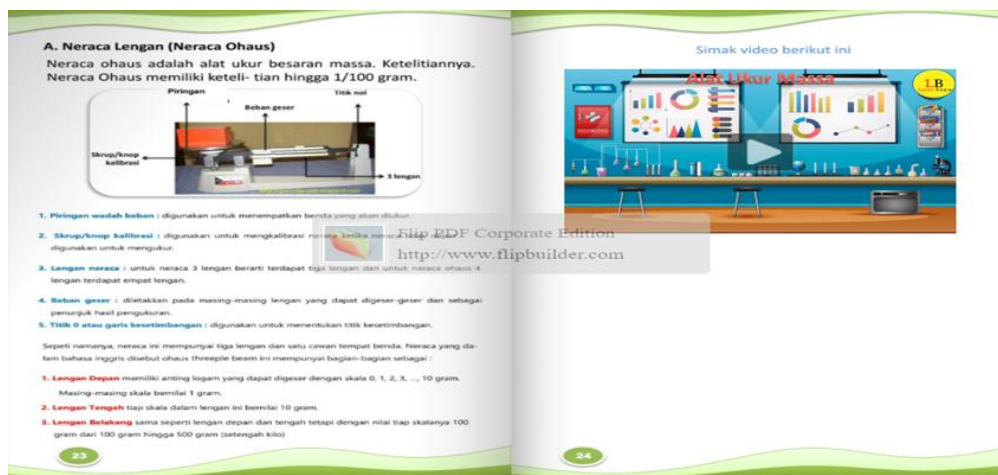 A. Neraca Lengan (Neraca Ohaus)
Neraca ohaus adalah alat ukur besaran massa. Ketelitiannya.
Neraca Ohaus memiliki keteli- tian hingga 1/100 gram.
Piringan
Titik nol
Beban geser
Skrup/knop
kalibrasi
3 lengan
1. Piringan wadah beban : digunakan untuk menempatkan benda yang akan diukur.
2. Skrup/knop kalibrasi : digunakan untuk mengkalibrasi neraca ketika neraca
digunakan untuk mengukur.
3. Lengan neraca : untuk neraca 3 lengan berarti terdapat tiga lengan dan untuk neraca ohaus 4
lengan terdapat empat lengan.
4. Beban geser : diletakkan pada masing-masing lengan yang dapat digeser-geser dan sebagai
penunjuk hasil pengukuran.
5. Titik 0 atau garis kesetimbangan : digunakan untuk menentukan titik kesetimbangan.
Sepeti namanya, neraca ini mempunyai tiga lengan dan satu cawan tempat benda. Neraca yang da-
lam bahasa inggris disebut ohaus threeple beam ini mempunyai bagian-bagian sebagai :
1. Lengan Depan memiliki anting logam yang dapat digeser dengan skala 0, 1, 2, 3, ..., 10 gram.
Masing-masing skala bernilai 1 gram.
2. Lengan Tengah tiap skala dalam lengan ini bernilai 10 gram.
3. Lengan Belakang sama seperti lengan depan dan tengah tetapi dengan nilai tiap skalanya 100
gram dari 100 gram hingga 500 gram (setengah kilo)
23
Simak video berikut ini
Alat Ukur Massa
LB
24
Flip PDF Corporate Edition
http://www.flipbuilder.com